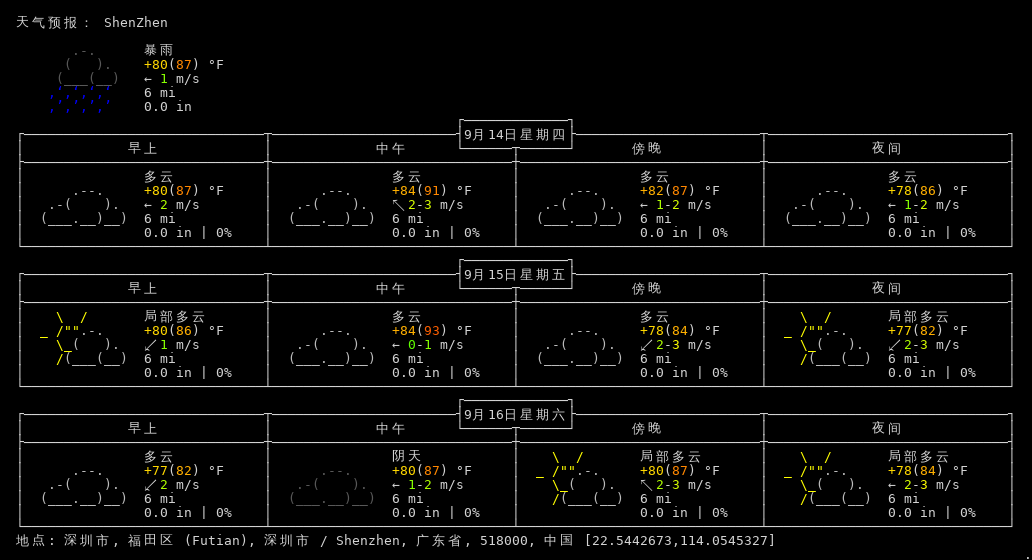 天气预报： ShenZhen
暴雨
+80(87) °F
← 1 m/s
6 mi
0.0 in
9月14日星期四
早上 中午 傍晚 夜间
多云 多云 多云 多云
+80(87) °F +84(91) °F +82(87) °F +78(86) °F
← 2 m/s ↖ 2-3 m/s ← 1-2 m/s ← 1-2 m/s
6 mi 6 mi 6 mi 6 mi
0.0 in | 0% 0.0 in | 0% 0.0 in | 0% 0.0 in | 0%
9月15日星期五
早上 中午 傍晚 夜间
局部多云 多云 多云 局部多云
+80(86) °F +84(93) °F +78(84) °F +77(82) °F
↙ 1 m/s ← 0-1 m/s ↙ 2-3 m/s ↙ 2-3 m/s
6 mi 6 mi 6 mi 6 mi
0.0 in | 0% 0.0 in | 0% 0.0 in | 0% 0.0 in | 0%
9月16日星期六
早上 中午 傍晚 夜间
多云 阴天 局部多云 局部多云
+77(82) °F +80(87) °F +80(87) °F +78(84) °F
↙ 2 m/s ← 1-2 m/s ↖ 2-3 m/s ← 2-3 m/s
6 mi 6 mi 6 mi 6 mi
0.0 in | 0% 0.0 in | 0% 0.0 in | 0% 0.0 in | 0%
地点: 深圳市, 福田区 (Futian), 深圳市 / Shenzhen, 广东省, 518000, 中国 [22.5442673,114.0545327]